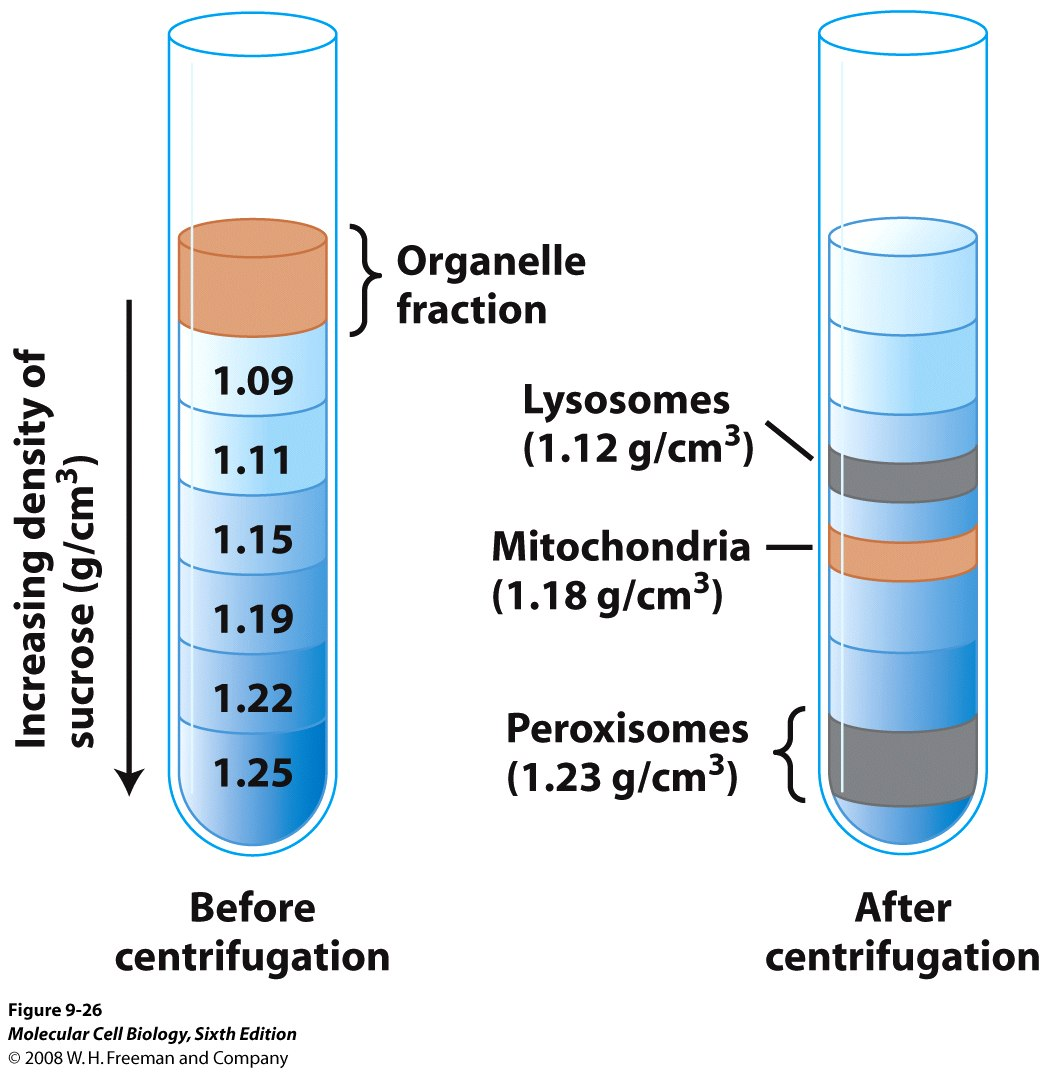 Organelle
fraction
Increasing density of
sucrose (g/cm³)
1.09
1.11
1.15
1.19
1.22
1.25
Before
centrifugation
Lysosomes
(1.12 g/cm³)
Mitochondria
(1.18 g/cm³)
Peroxisomes
(1.23 g/cm³)
After
centrifugation
Figure 9-26
Molecular Cell Biology, Sixth Edition
© 2008 W. H. Freeman and Company